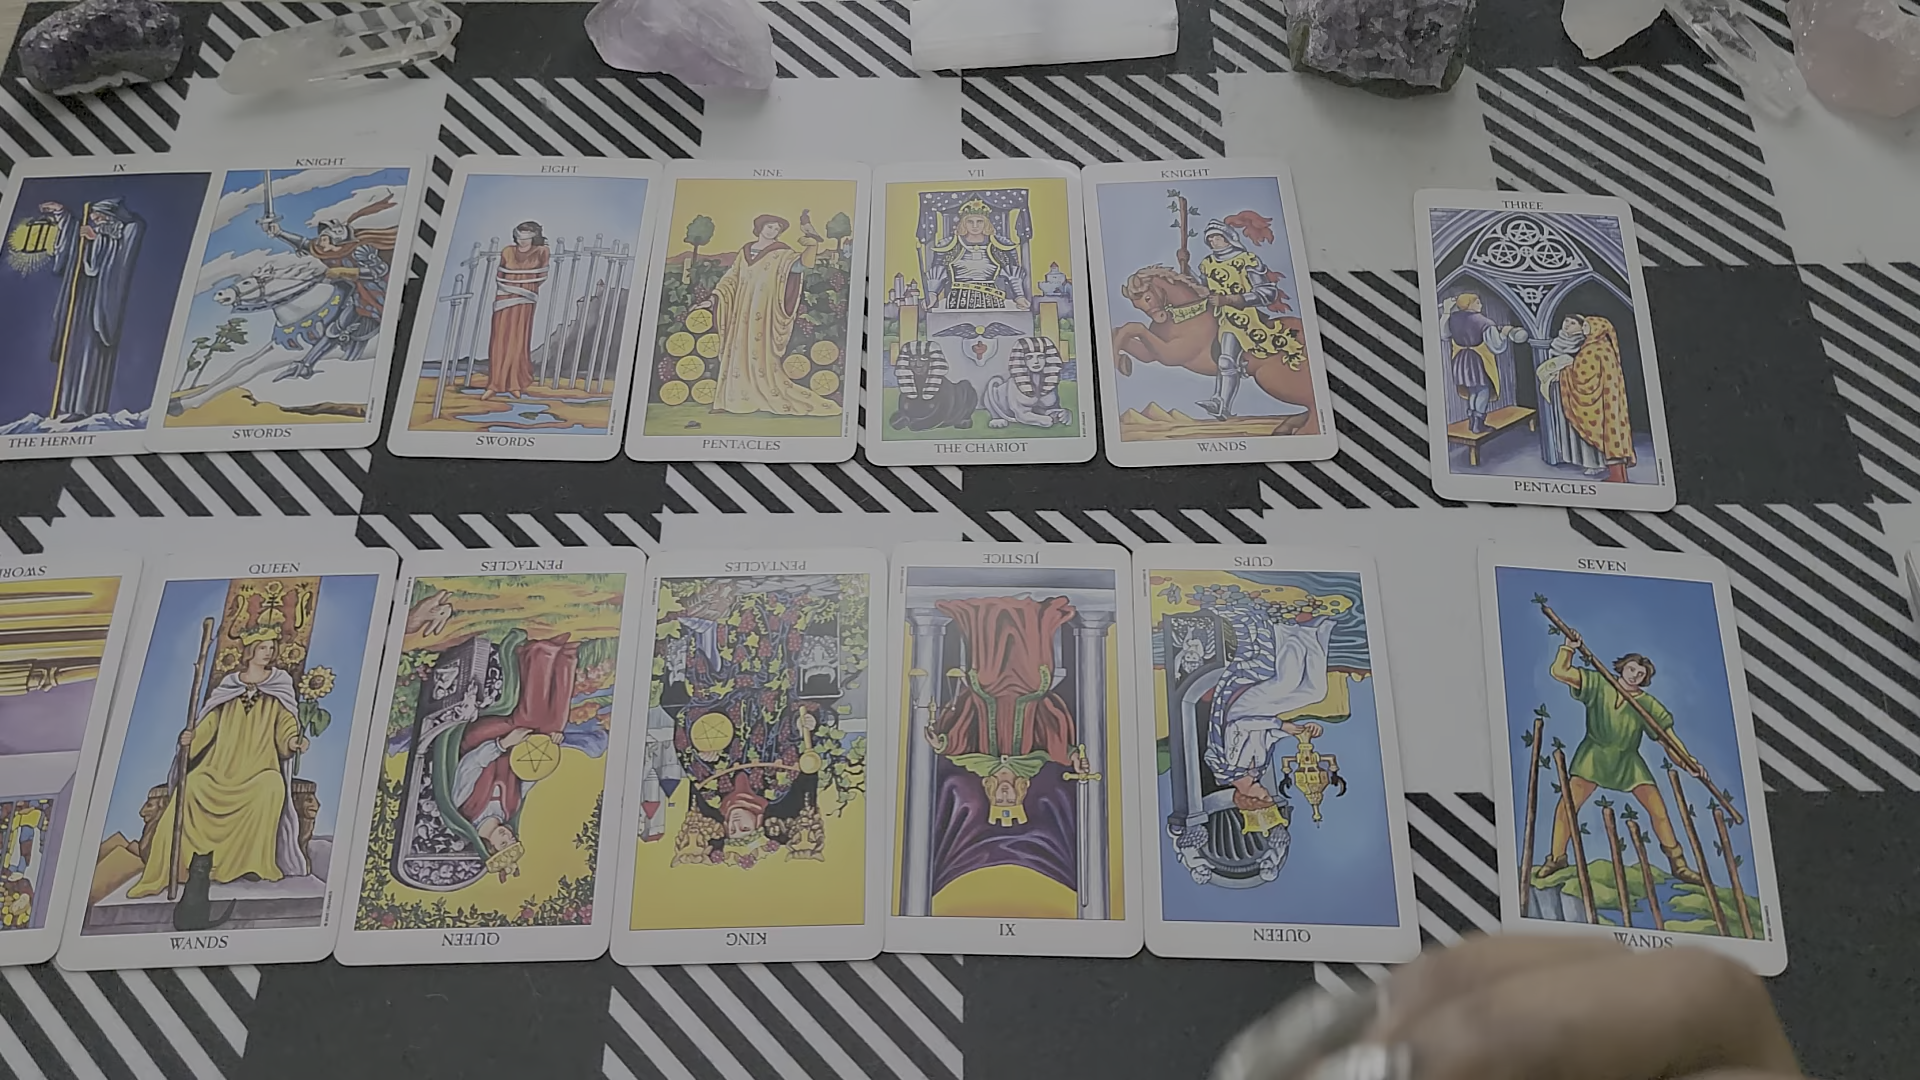 IX
KNIGHT
EIGHT
NINE
VII
KNIGHT
THREE
THE HERMIT
SWORDS
SWORDS
PENTACLES
THE CHARIOT
WANDS
PENTACLES
QUEEN
PENTACLES
PENTACLES
JUSTICE
CUPS
SEVEN
WANDS
QUEEN
KING
XI
QUEEN
WANDS